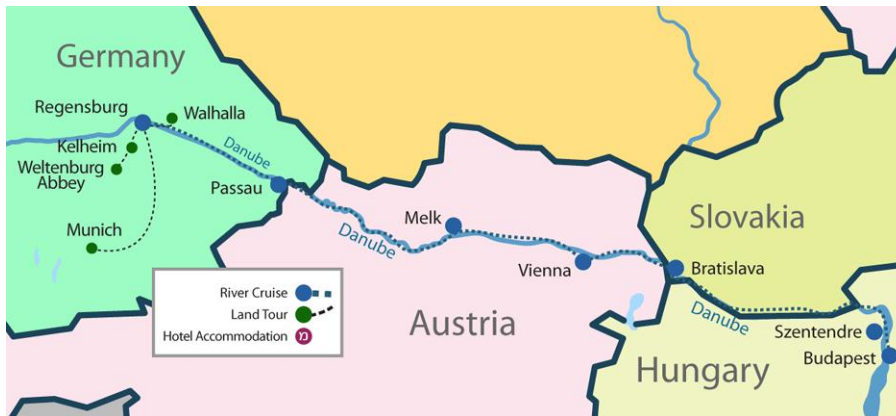 Germany
Regensburg
Walhalla
Kelheim
Weltenburg
Abbey
Danube
Passau
Munich
Melk
Danube
Vienna
Slovakia
Bratislava
River Cruise
Land Tour
Hotel Accommodation
Austria
Danube
Szentendre
Budapest
Hungary